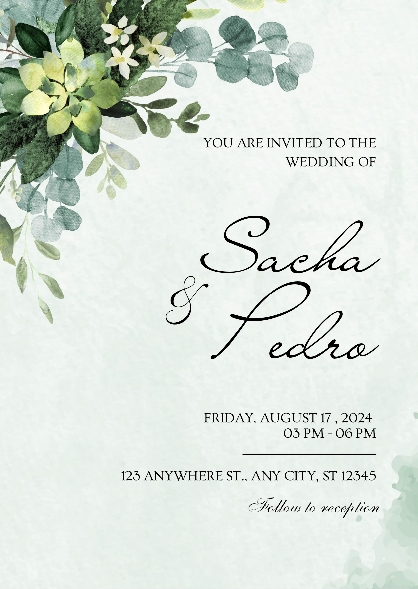 YOU ARE INVITED TO THE
WEDDING OF
Sacha
&
Pedro
FRIDAY, AUGUST 17 , 2024
03 PM - 06 PM
123 ANYWHERE ST., ANY CITY, ST 12345
Follow to reception